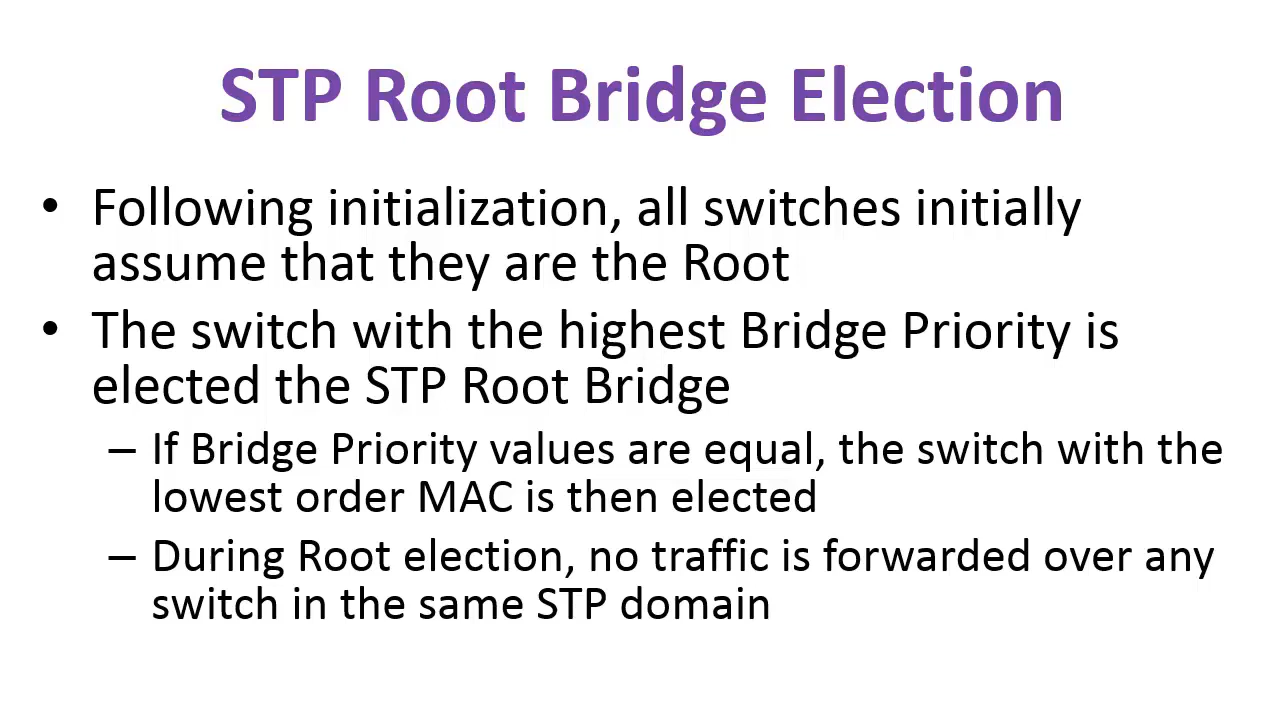 STP Root Bridge Election
• Following initialization, all switches initially
assume that they are the Root
• The switch with the highest Bridge Priority is
elected the STP Root Bridge
– If Bridge Priority values are equal, the switch with the
lowest order MAC is then elected
– During Root election, no traffic is forwarded over any
switch in the same STP domain